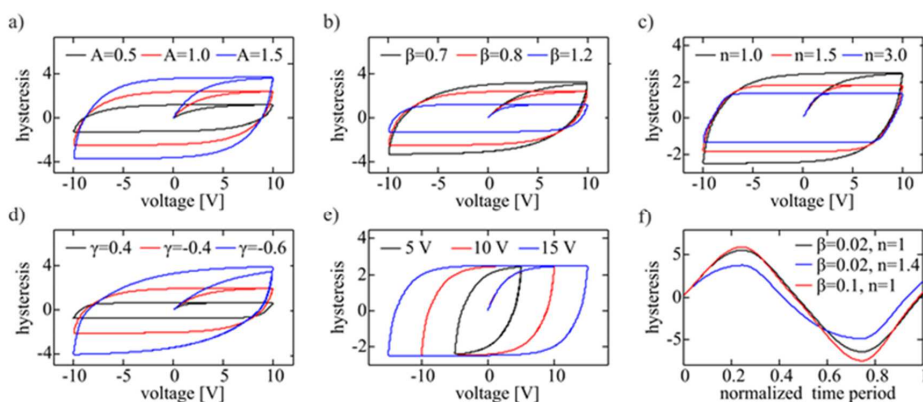 a)
A=0.5 A=1.0 A=1.5
hysteresis
4
0
-4
-10 -5 0 5 10
voltage [V]
b)
β=0.7 β=0.8 β=1.2
hysteresis
4
0
-4
-10 -5 0 5 10
voltage [V]
c)
n=1.0 n=1.5 n=3.0
hysteresis
4
2
0
-2
-10 -5 0 5 10
voltage [V]
d)
γ=0.4 γ=-0.4 γ=-0.6
hysteresis
4
0
-4
-10 -5 0 5 10
voltage [V]
e)
5 V 10 V 15 V
hysteresis
2
0
-2
-10 0 10
voltage [V]
f)
β=0.02, n=1
β=0.02, n=1.4
β=0.1, n=1
hysteresis
5
0
-5
0 0.2 0.4 0.6 0.8 1
normalized time period